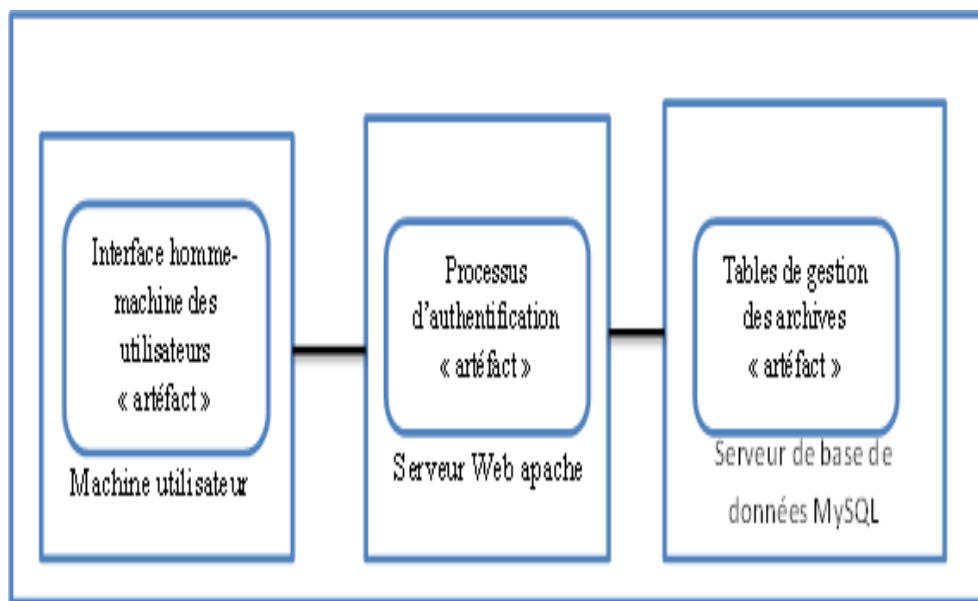 Interface homme-
machine des
utilisateurs
« artéfact »
Machine utilisateur
Processus
d'authentification
« artéfact »
Serveur Web apache
Tables de gestion
des archives
« artéfact »
Serveur de base de
données MySQL